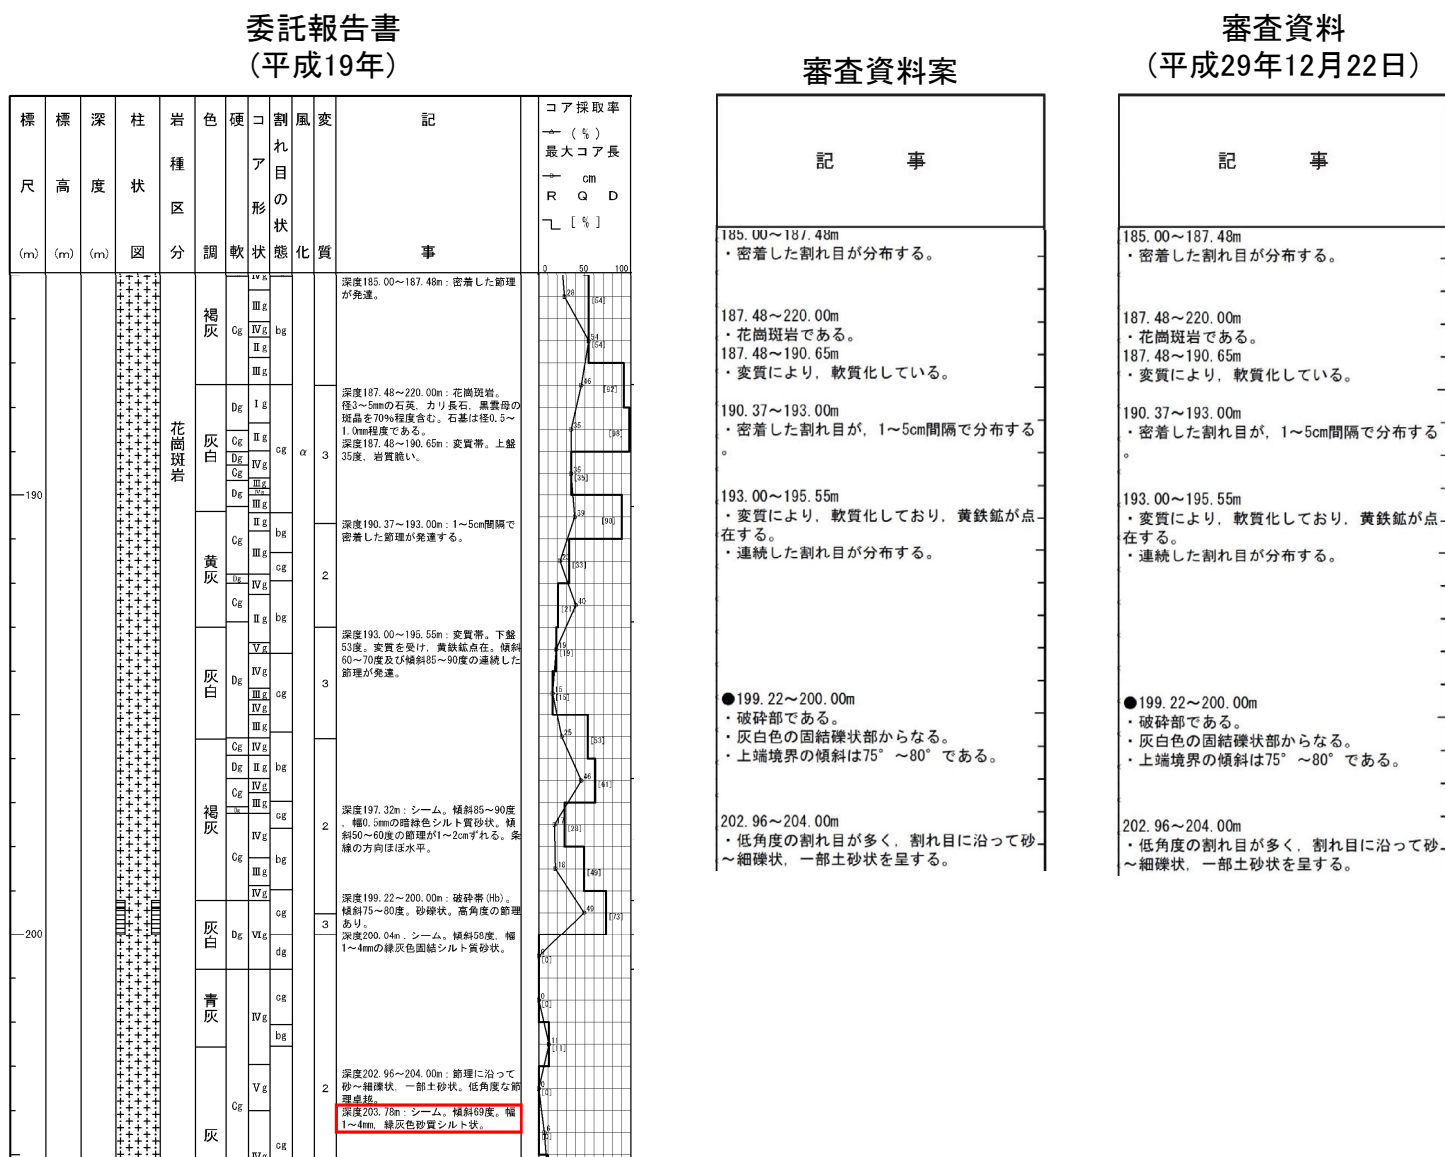 委託報告書
(平成19年)
審査資料案
審査資料
(平成29年12月22日)
標尺(m)
標高(m)
深度(m)
柱状図
岩種区分
色調
硬軟
コア形状
割れ目の状態
風化
変質
記事
コア採取率
(%)
最大コア長
cm
R Q D
[%]
0 50 100
190
200
花崗斑岩
褐灰
灰白
黄灰
灰白
褐灰
灰白
青灰
灰
α
3
2
3
2
3
2
深度185.00~187.48m:密着した節理
が発達。
深度187.48~220.00m:花崗斑岩。
径3~5mmの石英,カリ長石,黒雲母の
斑晶を70%程度含む。石基は径0.5~
1.0mm程度である。
深度187.48~190.65m:変質帯。上盤
35度,岩質脆い。
深度190.37~193.00m:1~5cm間隔で
密着した節理が発達する。
深度193.00~195.55m:変質帯。下盤
53度。変質を受け,黄鉄鉱点在。傾斜
60~70度及び傾斜85~90度の連続した
節理が発達。
深度197.32m:シーム。傾斜85~90度
,幅0.5mmの暗緑色シルト質砂状。傾
斜50~60度の節理が1~2cmずれる。条
線の方向ほぼ水平。
深度199.22~200.00m:破砕帯(Hb)。
傾斜75~80度。砂礫状。高角度の節理
あり。
深度200.04m.シーム。傾斜58度,幅
1~4mmの緑灰色固結シルト質砂状。
深度202.96~204.00m:節理に沿って
砂~細礫状,一部土砂状。低角度な節
理卓越。
深度203.78m:シーム。傾斜69度。幅
1~4mm,緑灰色砂質シルト状。
記 事
185.00~187.48m
・密着した割れ目が分布する。
187.48~220.00m
・花崗斑岩である。
187.48~190.65m
・変質により,軟質化している。
190.37~193.00m
・密着した割れ目が,1~5cm間隔で分布する
。
193.00~195.55m
・変質により,軟質化しており,黄鉄鉱が点
在する。
・連続した割れ目が分布する。
●199.22~200.00m
・破砕部である。
・灰白色の固結礫状部からなる。
・上端境界の傾斜は75°~80°である。
202.96~204.00m
・低角度の割れ目が多く,割れ目に沿って砂
~細礫状,一部土砂状を呈する。
記 事
185.00~187.48m
・密着した割れ目が分布する。
187.48~220.00m
・花崗斑岩である。
187.48~190.65m
・変質により,軟質化している。
190.37~193.00m
・密着した割れ目が,1~5cm間隔で分布する
。
193.00~195.55m
・変質により,軟質化しており,黄鉄鉱が点
在する。
・連続した割れ目が分布する。
●199.22~200.00m
・破砕部である。
・灰白色の固結礫状部からなる。
・上端境界の傾斜は75°~80°である。
202.96~204.00m
・低角度の割れ目が多く,割れ目に沿って砂
~細礫状,一部土砂状を呈する。